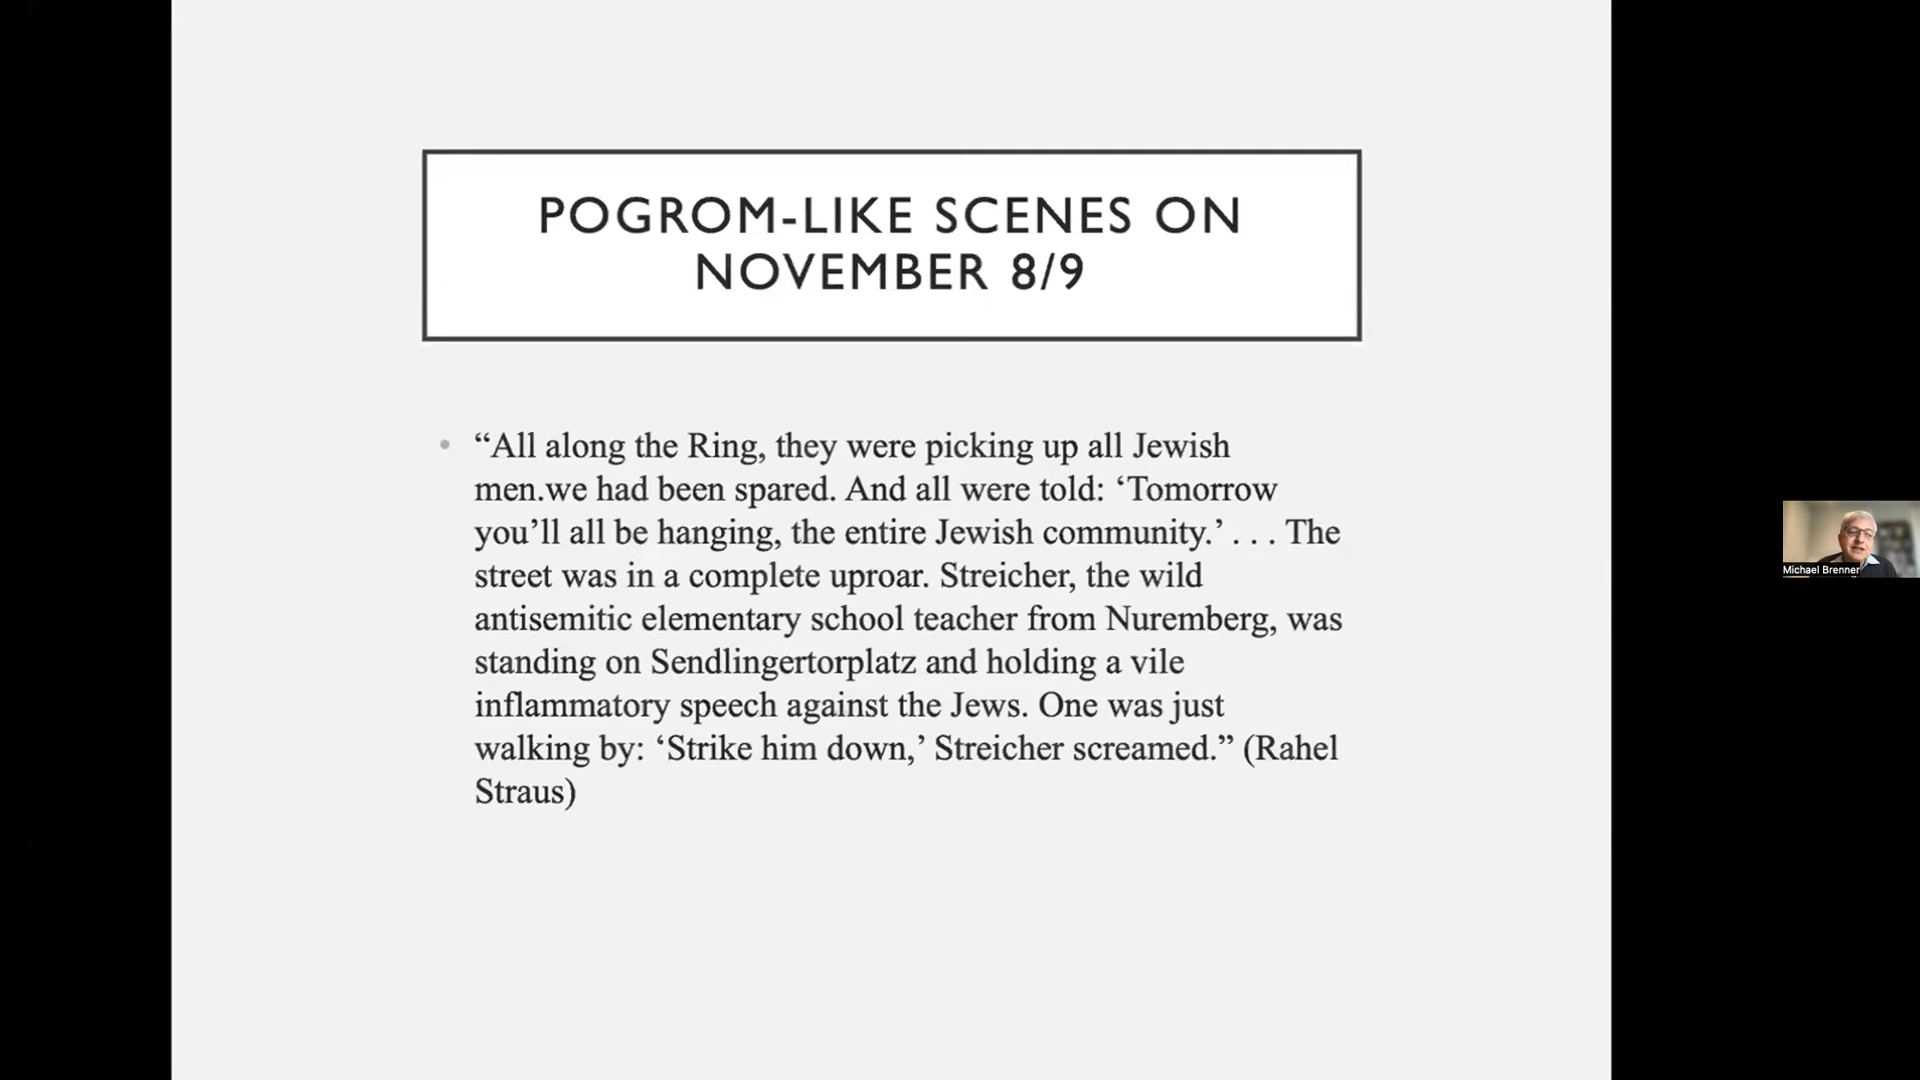 POGROM-LIKE SCENES ON
NOVEMBER 8/9
• “All along the Ring, they were picking up all Jewish
men.we had been spared. And all were told: ‘Tomorrow
you’ll all be hanging, the entire Jewish community.’ . . . The
street was in a complete uproar. Streicher, the wild
antisemitic elementary school teacher from Nuremberg, was
standing on Sendlingertorplatz and holding a vile
inflammatory speech against the Jews. One was just
walking by: ‘Strike him down,’ Streicher screamed.” (Rahel
Straus)
Michael Brenner